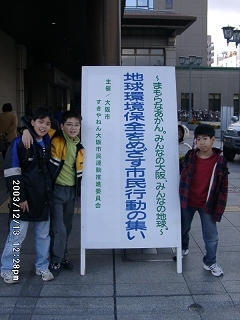 ～まもらなあかん、みんなの大阪 みんなの地球～
地球環境保全をめざす市民行動の集い
主催／大阪市
すきやねん大阪市民運動推進委員会
2003/12/13 12:28pm